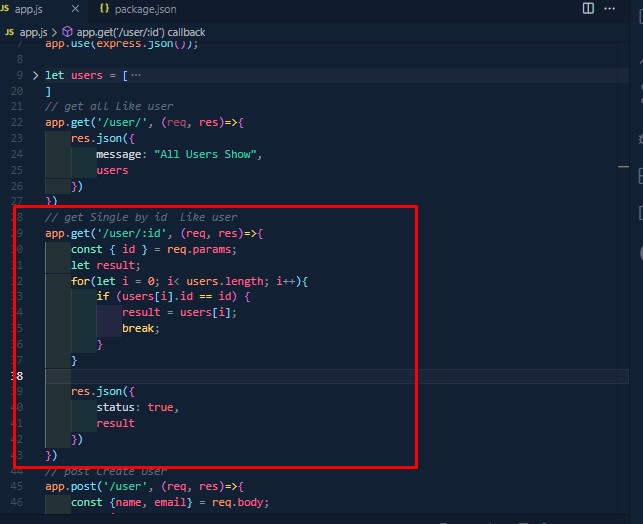 JS app.js ×
{} package.json
JS app.js > app.get('/user/:id') callback
7 app.use(express.json());
8
9 > let users = [ ···
20 ]
21 // get all Like user
22 app.get('/user/', (req, res)=>{
23 res.json({
24 message: "All Users Show",
25 users
26 })
27 })
28 // get Single by id Like user
29 app.get('/user/:id', (req, res)=>{
30 const { id } = req.params;
31 let result;
32 for(let i = 0; i< users.length; i++){
33 if (users[i].id == id) {
34 result = users[i];
35 break;
36 }
37 }
38
39 res.json({
40 status: true,
41 result
42 })
43 })
44 // post Create User
45 app.post('/user', (req, res)=>{
46 const {name, email} = req.body;